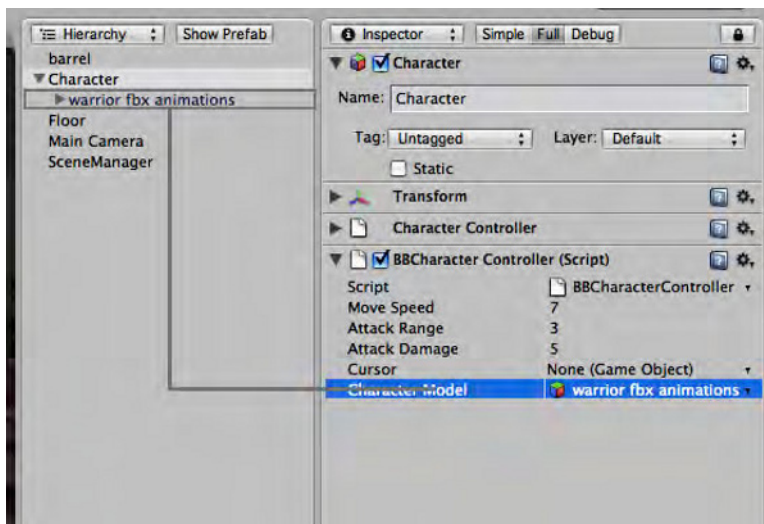 Hierarchy Show Prefab
barrel
Character
warrior fbx animations
Floor
Main Camera
SceneManager
Inspector Simple Full Debug
Character
Name: Character
Tag: Untagged Layer: Default
Static
Transform
Character Controller
BBCharacter Controller (Script)
Script BBCharacterController
Move Speed 7
Attack Range 3
Attack Damage 5
Cursor None (Game Object)
Character Model warrior fbx animations